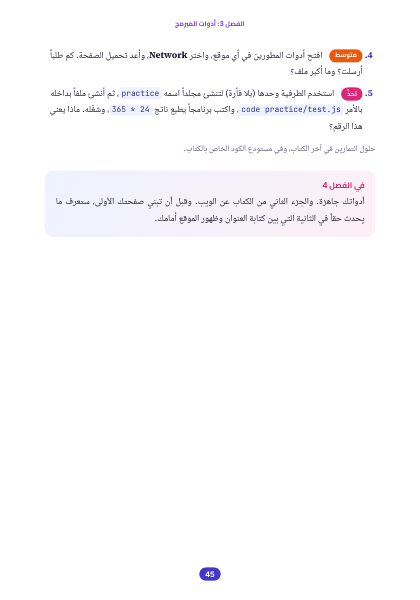 الفصل 3: أدوات المبرمج
4. متوسط افتح أدوات المطورين في أي موقع، واختر Network، وأعد تحميل الصفحة. كم طلباً
أرسلت؟ وما أكبر ملف؟
5. تحدٍّ استخدم الطرفية وحدها (بلا فأرة) لتنشئ مجلداً اسمه practice، ثم أنشئ ملفاً بداخله
بالأمر code practice/test.js، واكتب برنامجاً يطبع ناتج 24 * 365، وشغّله. ماذا يعني
هذا الرقم؟
حلول التمارين في آخر الكتاب، وفي مستودع الكود الخاص بالكتاب.
في الفصل 4
أدواتك جاهزة. والجزء الثاني من الكتاب عن الويب. وقبل أن تبني صفحتك الأولى، ستعرف ما
يحدث حقاً في الثانية التي بين كتابة العنوان وظهور الموقع أمامك.
45